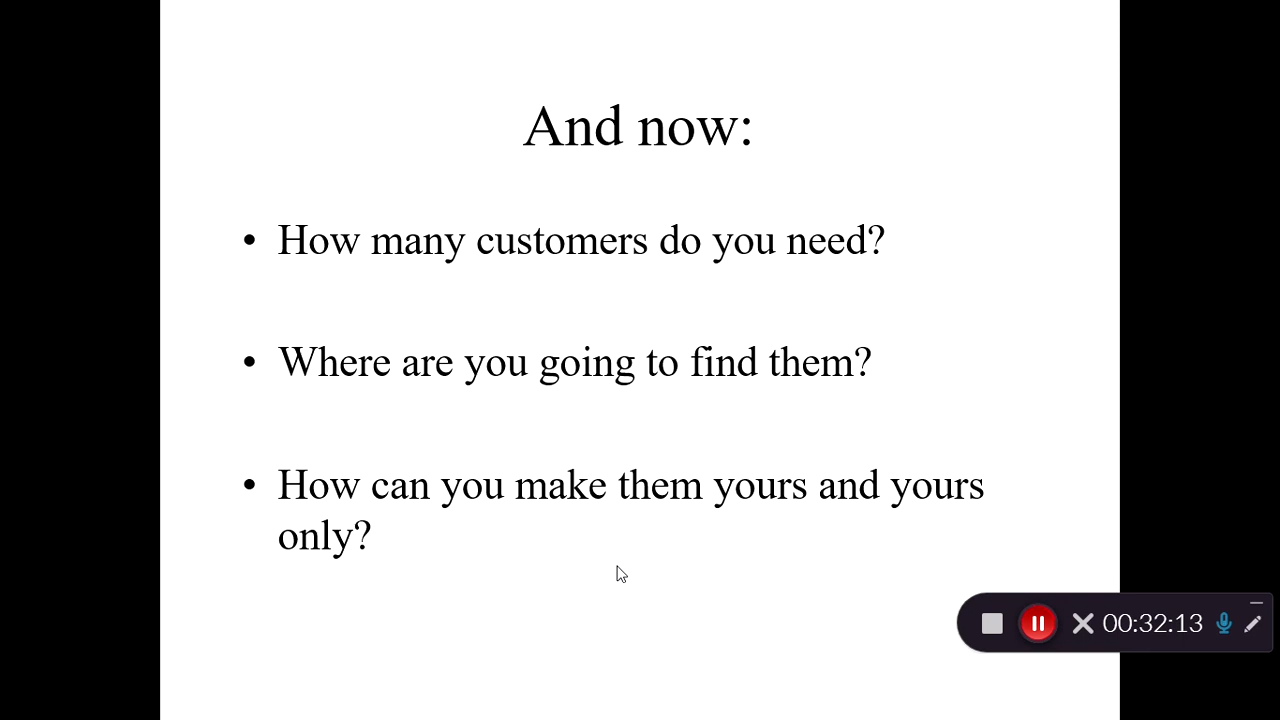 And now:
• How many customers do you need?
• Where are you going to find them?
• How can you make them yours and yours
only?
00:32:13